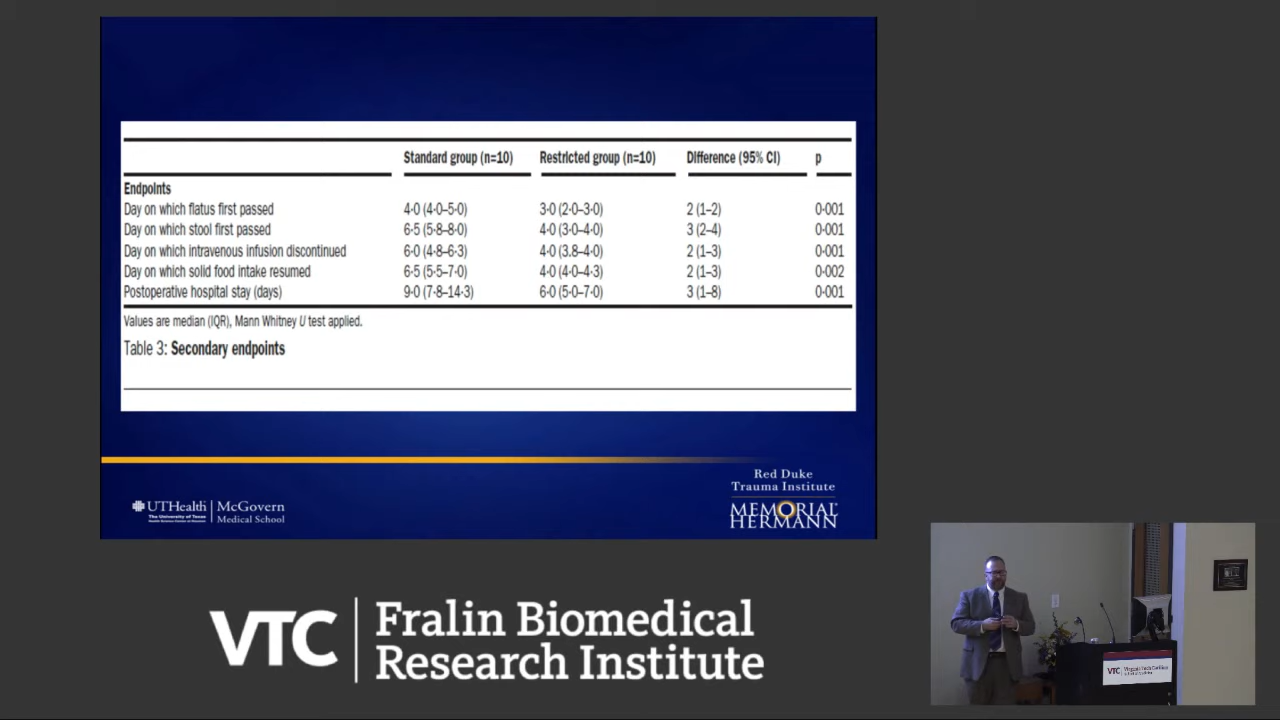 Standard group (n=10) Restricted group (n=10) Difference (95% CI) p
Endpoints
Day on which flatus first passed 4·0 (4·0–5·0) 3·0 (2·0–3·0) 2 (1–2) 0·001
Day on which stool first passed 6·5 (5·8–8·0) 4·0 (3·0–4·0) 3 (2–4) 0·001
Day on which intravenous infusion discontinued 6·0 (4·8–6·3) 4·0 (3.8–4·0) 2 (1–3) 0·001
Day on which solid food intake resumed 6·5 (5·5–7·0) 4·0 (4·0–4·3) 2 (1–3) 0·002
Postoperative hospital stay (days) 9·0 (7·8–14·3) 6·0 (5·0–7·0) 3 (1–8) 0·001
Values are median (IQR), Mann Whitney U test applied.
Table 3: Secondary endpoints
UTHealth McGovern
The University of Texas Medical School
Red Duke
Trauma Institute
MEMORIAL
HERMANN
VTC Fralin Biomedical
Research Institute
VTC